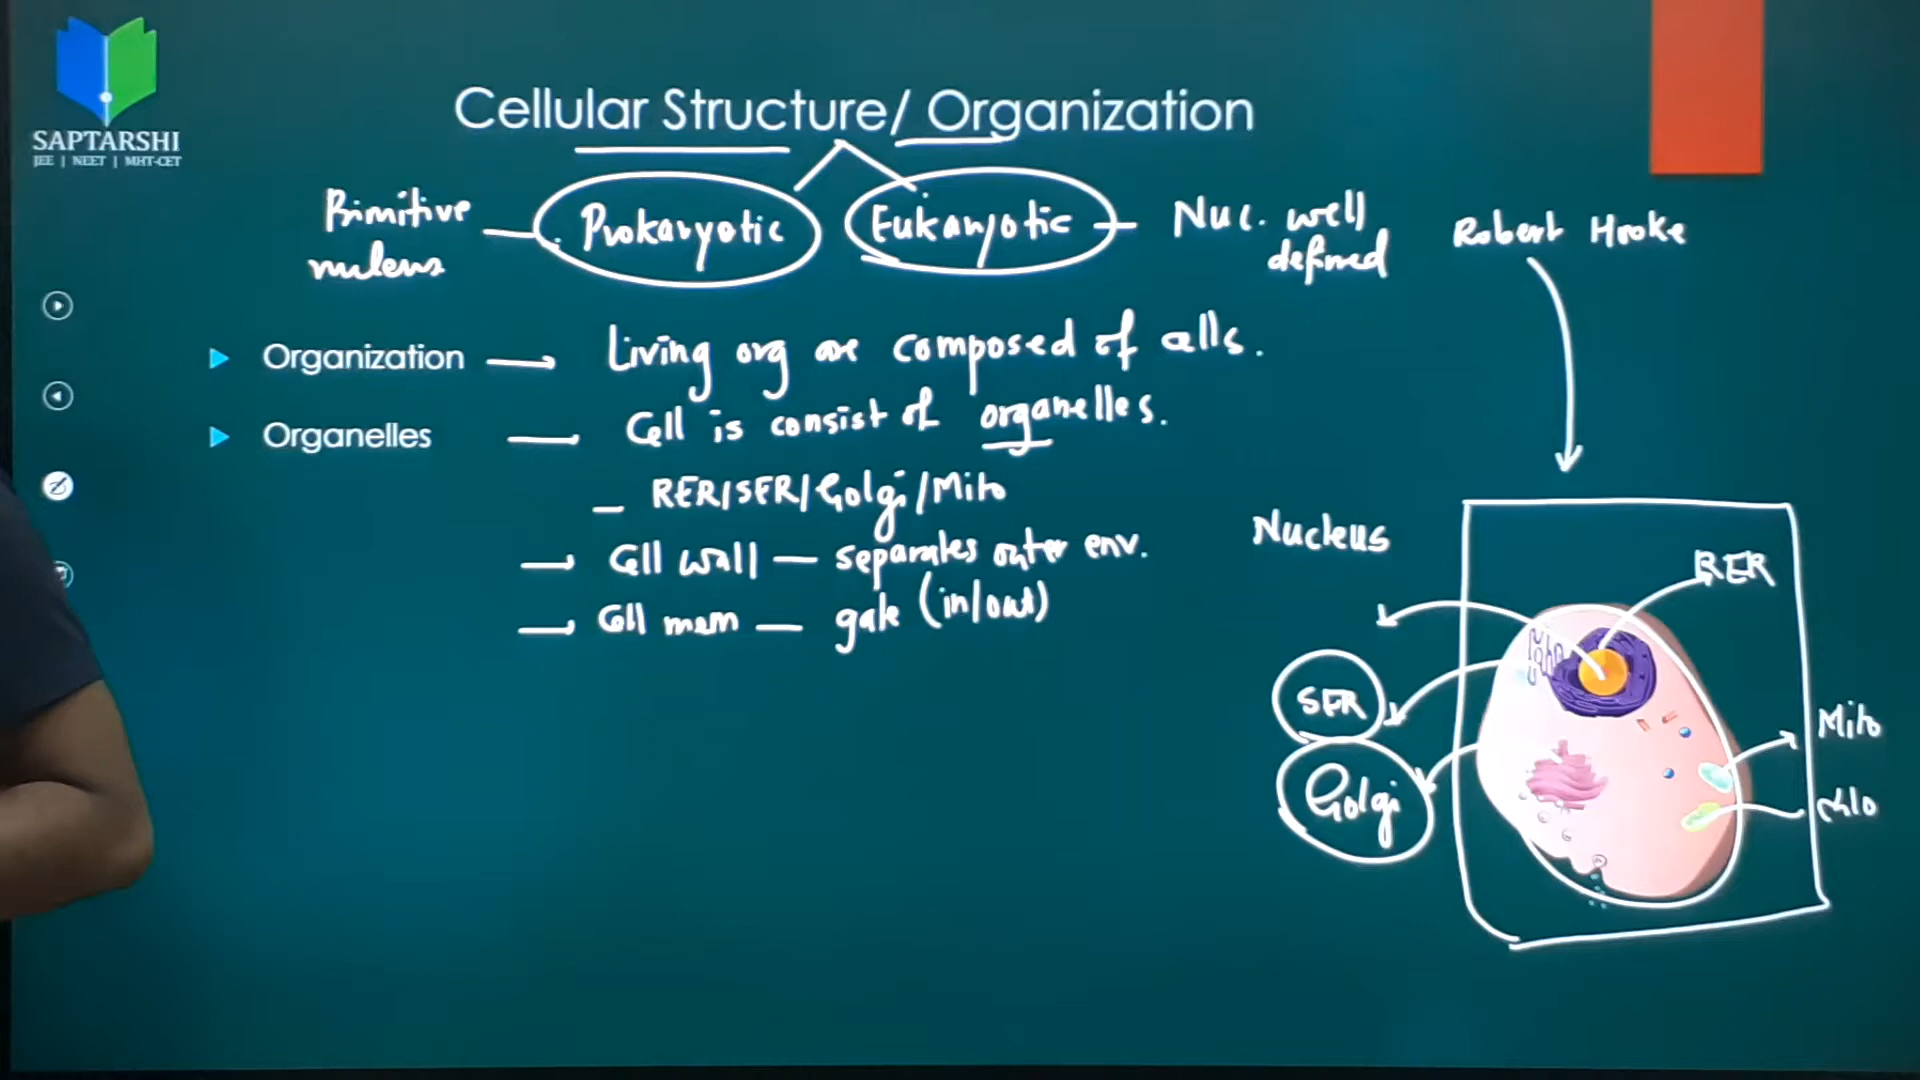 SAPTARSHI
JEE | NEET | MHT-CET
Cellular Structure/ Organization
Primitive nucleus
Prokaryotic
Eukaryotic
Nuc. well defined
Robert Hooke
Organization — Living org are composed of cells.
Organelles — Cell is consist of organelles.
– RER/SER/Golgi/Mito
→ Cell wall — separates outer env.
→ Cell mem — gate (in/out)
Nucleus
RER
SER
Golgi
Mito